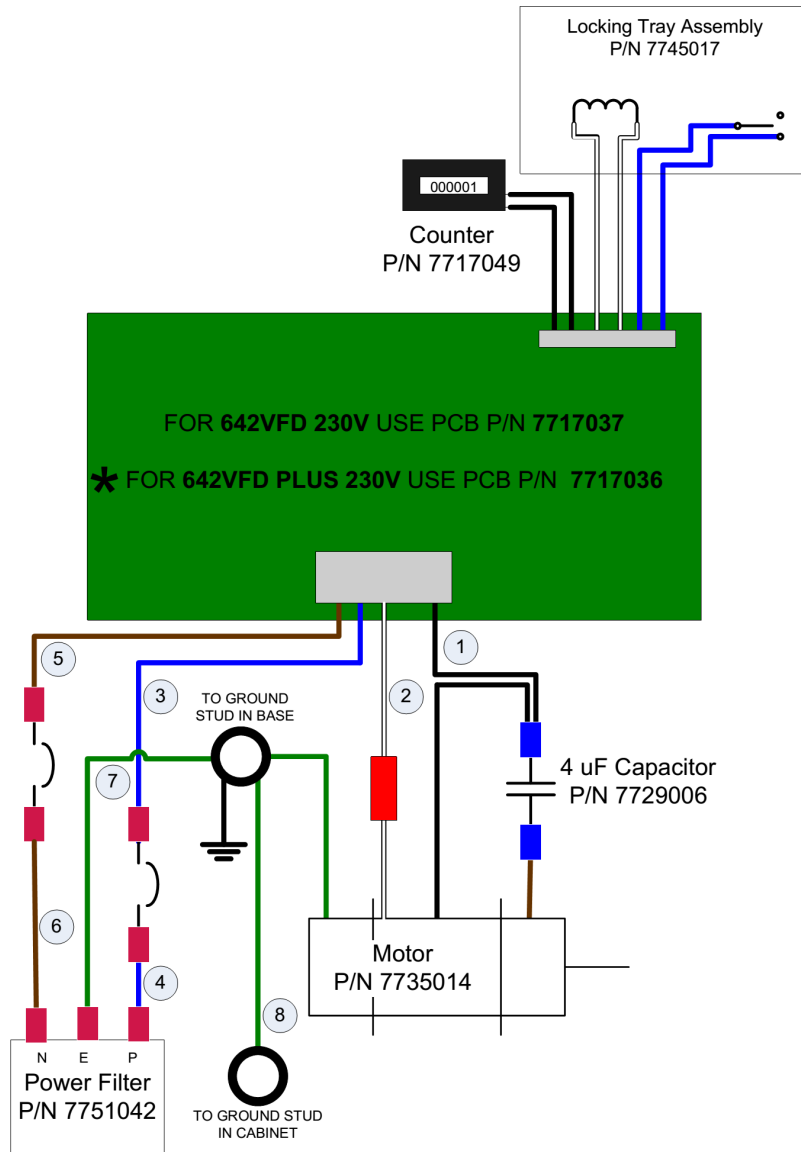 Locking Tray Assembly
P/N 7745017
000001
Counter
P/N 7717049
FOR 642VFD 230V USE PCB P/N 7717037
* FOR 642VFD PLUS 230V USE PCB P/N 7717036
1
5
2
3
TO GROUND
STUD IN BASE
7
4 uF Capacitor
P/N 7729006
6
Motor
P/N 7735014
4
8
N E P
Power Filter
P/N 7751042
TO GROUND STUD
IN CABINET